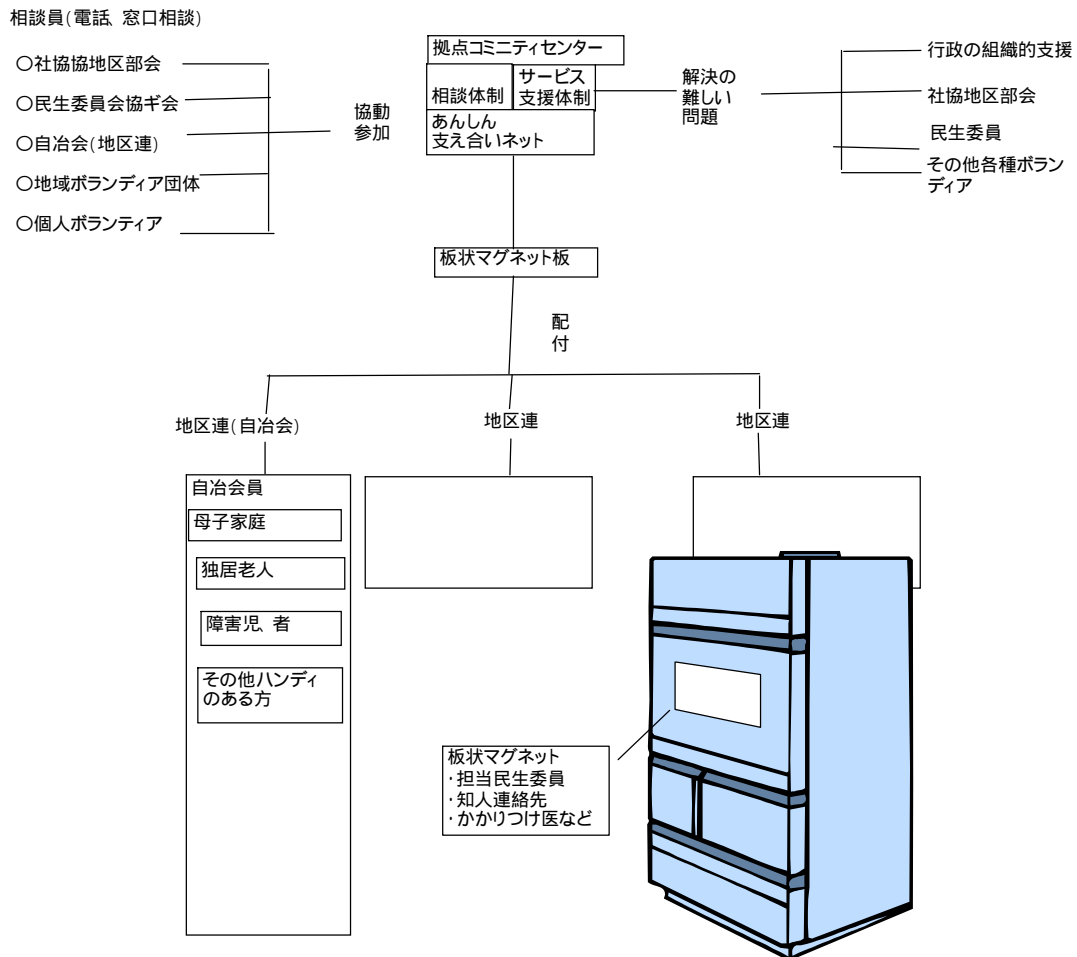 相談員(電話、窓口相談)
〇社協協地区部会
〇民生委員会協ギ会
〇自冶会(地区連)
〇地域ボランディア団体
〇個人ボランティア
協動
参加
拠点コミニティセンター
相談体制
サービス
支援体制
あんしん
支え合いネット
解決の
難しい
問題
行政の組織的支援
社協地区部会
民生委員
その他各種ボラン
ディア
板状マグネット板
配
付
地区連(自冶会)
地区連
地区連
自冶会員
母子家庭
独居老人
障害児、者
その他ハンディ
のある方
板状マグネット
・担当民生委員
・知人連絡先
・かかりつけ医など